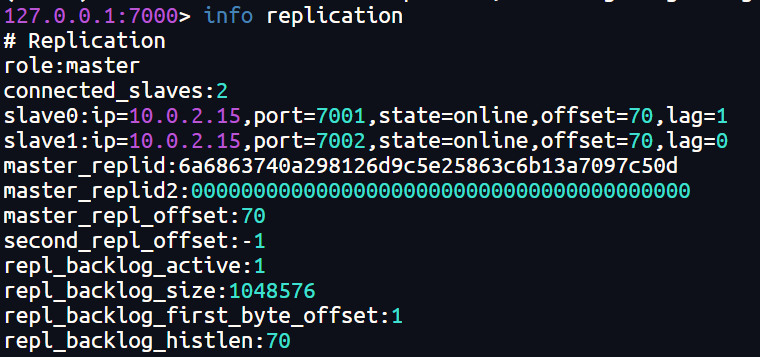 127.0.0.1:7000> info replication
# Replication
role:master
connected_slaves:2
slave0:ip=10.0.2.15,port=7001,state=online,offset=70,lag=1
slave1:ip=10.0.2.15,port=7002,state=online,offset=70,lag=0
master_replid:6a6863740a298126d9c5e25863c6b13a7097c50d
master_replid2:0000000000000000000000000000000000000000
master_repl_offset:70
second_repl_offset:-1
repl_backlog_active:1
repl_backlog_size:1048576
repl_backlog_first_byte_offset:1
repl_backlog_histlen:70